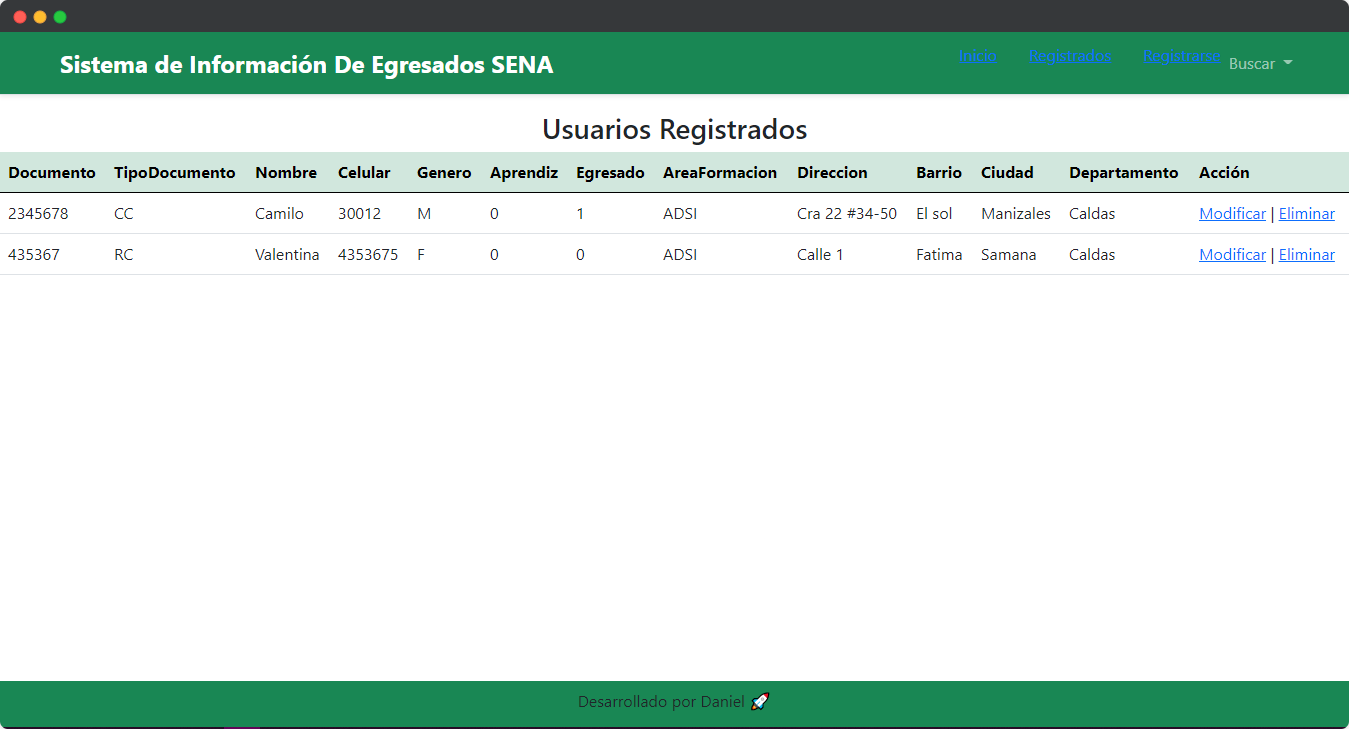 Sistema de Información De Egresados SENA Inicio Registrados Registrarse Buscar
Usuarios Registrados
Documento TipoDocumento Nombre Celular Genero Aprendiz Egresado AreaFormacion Direccion Barrio Ciudad Departamento Acción
2345678 CC Camilo 30012 M 0 1 ADSI Cra 22 #34-50 El sol Manizales Caldas Modificar | Eliminar
435367 RC Valentina 4353675 F 0 0 ADSI Calle 1 Fatima Samana Caldas Modificar | Eliminar
Desarrollado por Daniel 🚀